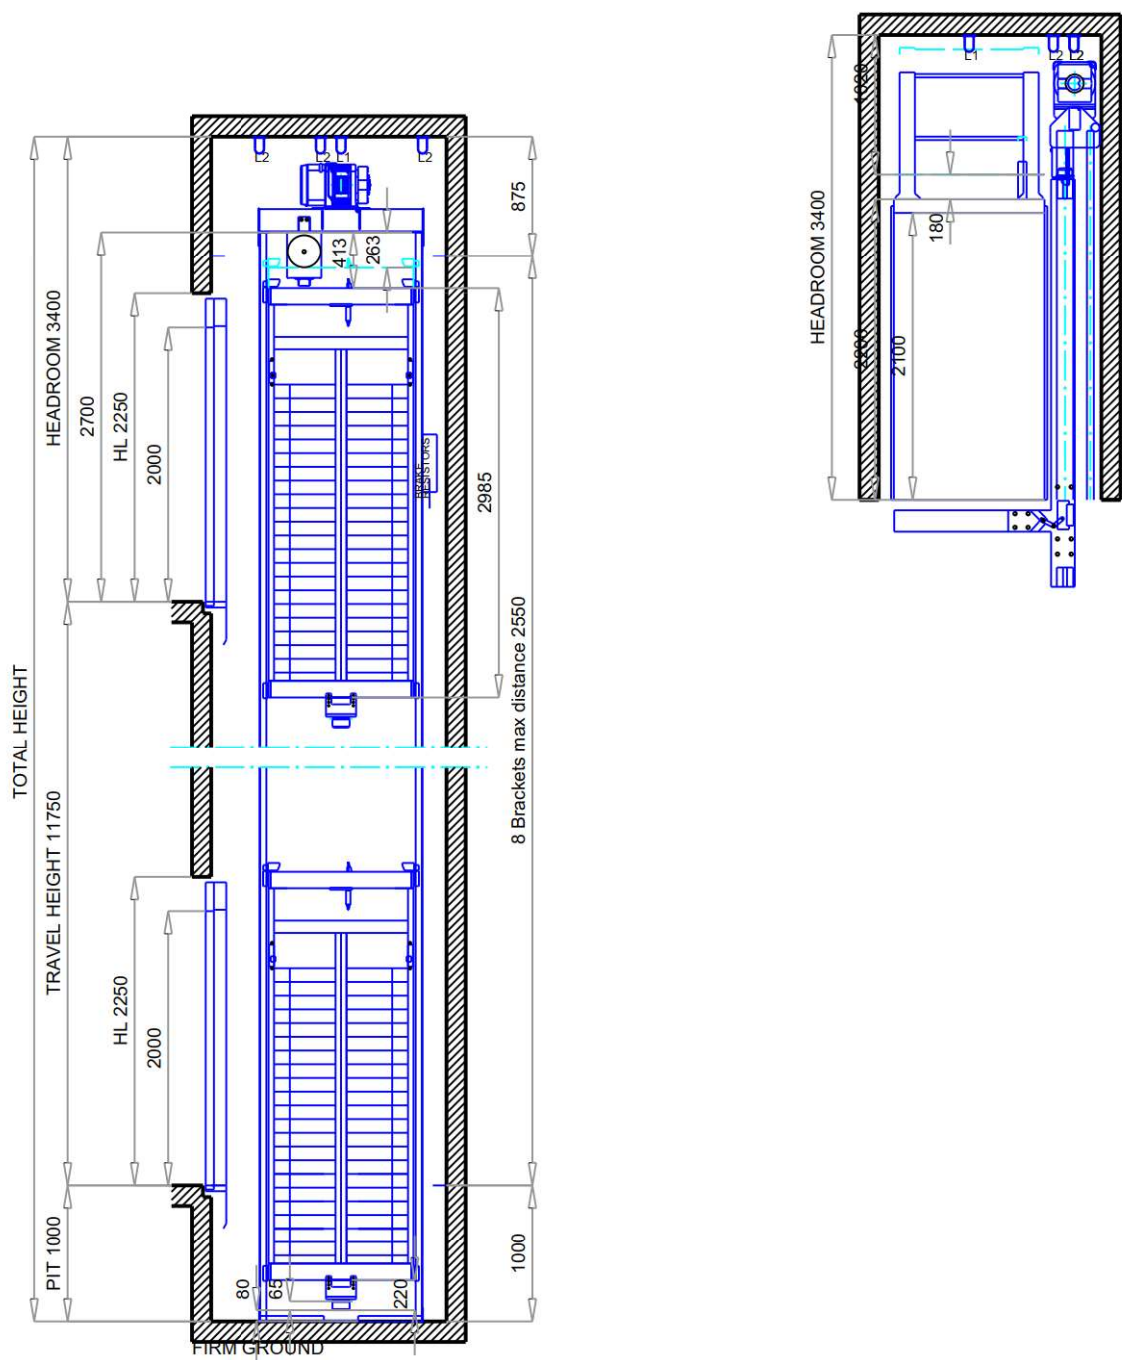 L2
L2
L1
L2
875
413
263
HEADROOM 3400
2700
HL 2250
2000
BRAKE
RESISTORS
2985
8 Brackets max distance 2550
TOTAL HEIGHT
TRAVEL HEIGHT 11750
HL 2250
2000
PIT 1000
80
65
220
1000
FIRM GROUND
L1
L2
L2
1020
HEADROOM 3400
180
2200
2100